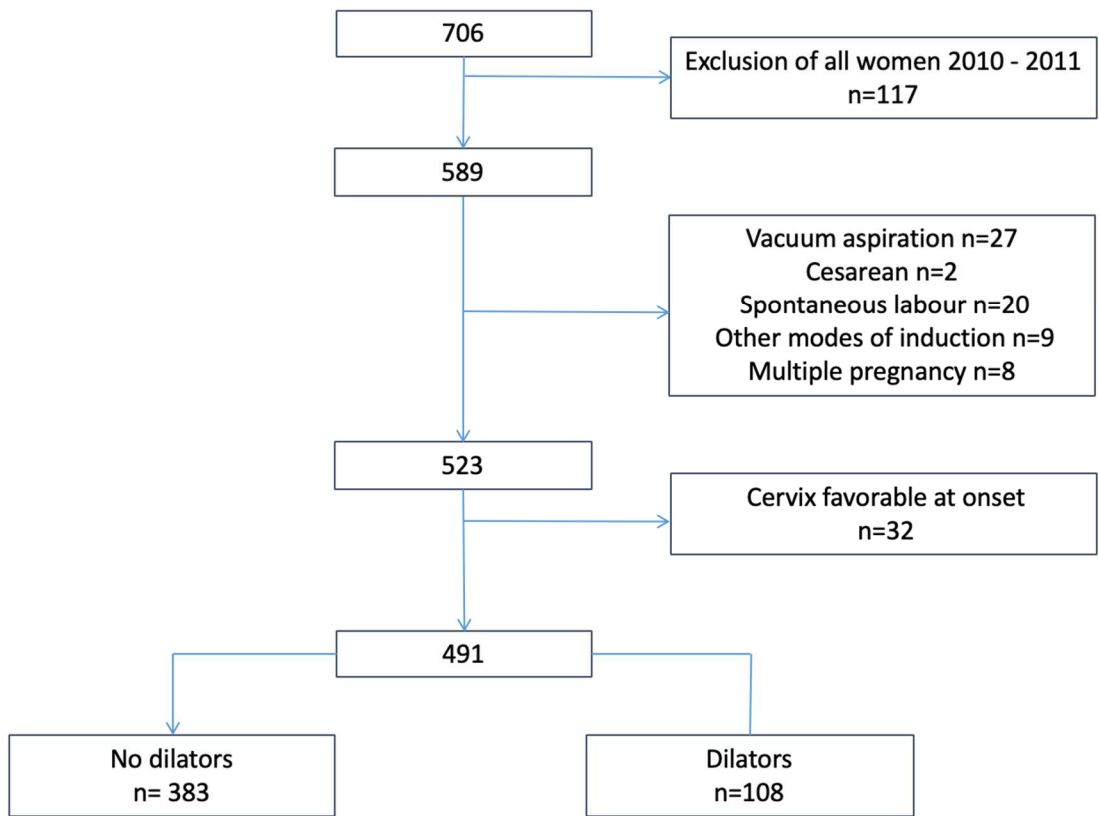 706
Exclusion of all women 2010 - 2011
n=117
589
Vacuum aspiration n=27
Cesarean n=2
Spontaneous labour n=20
Other modes of induction n=9
Multiple pregnancy n=8
523
Cervix favorable at onset
n=32
491
No dilators
n= 383
Dilators
n=108